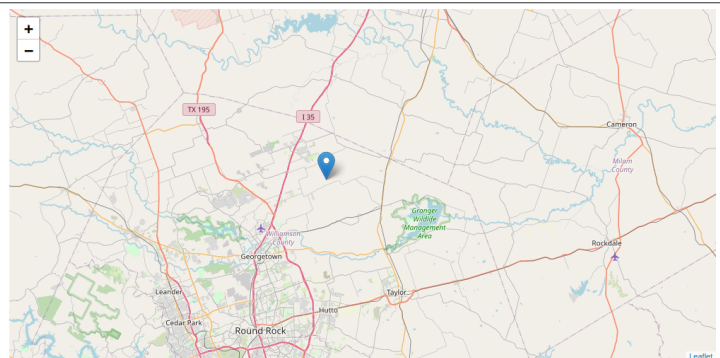 +
−
TX 195
I 35
Cameron
Milam
County
Granger
Wildlife
Management
Area
Williamson
County
Georgetown
Rockdale
Leander
Taylor
Hutto
Cedar Park
Round Rock
Leaflet